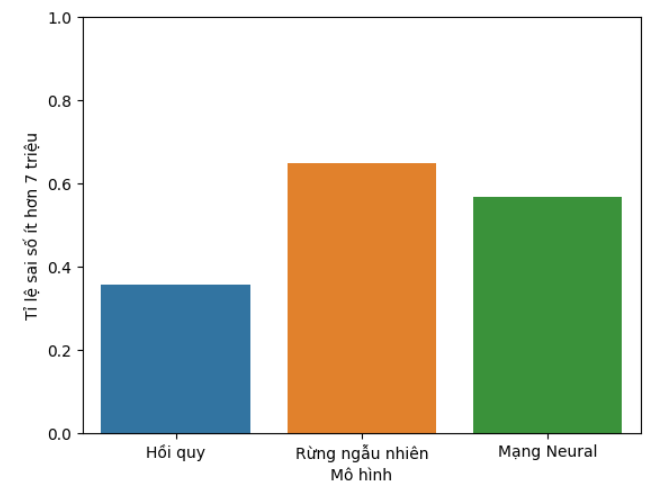 1.0
0.8
0.6
0.4
0.2
0.0
Tỉ lệ sai số ít hơn 7 triệu
Hồi quy
Rừng ngẫu nhiên
Mạng Neural
Mô hình